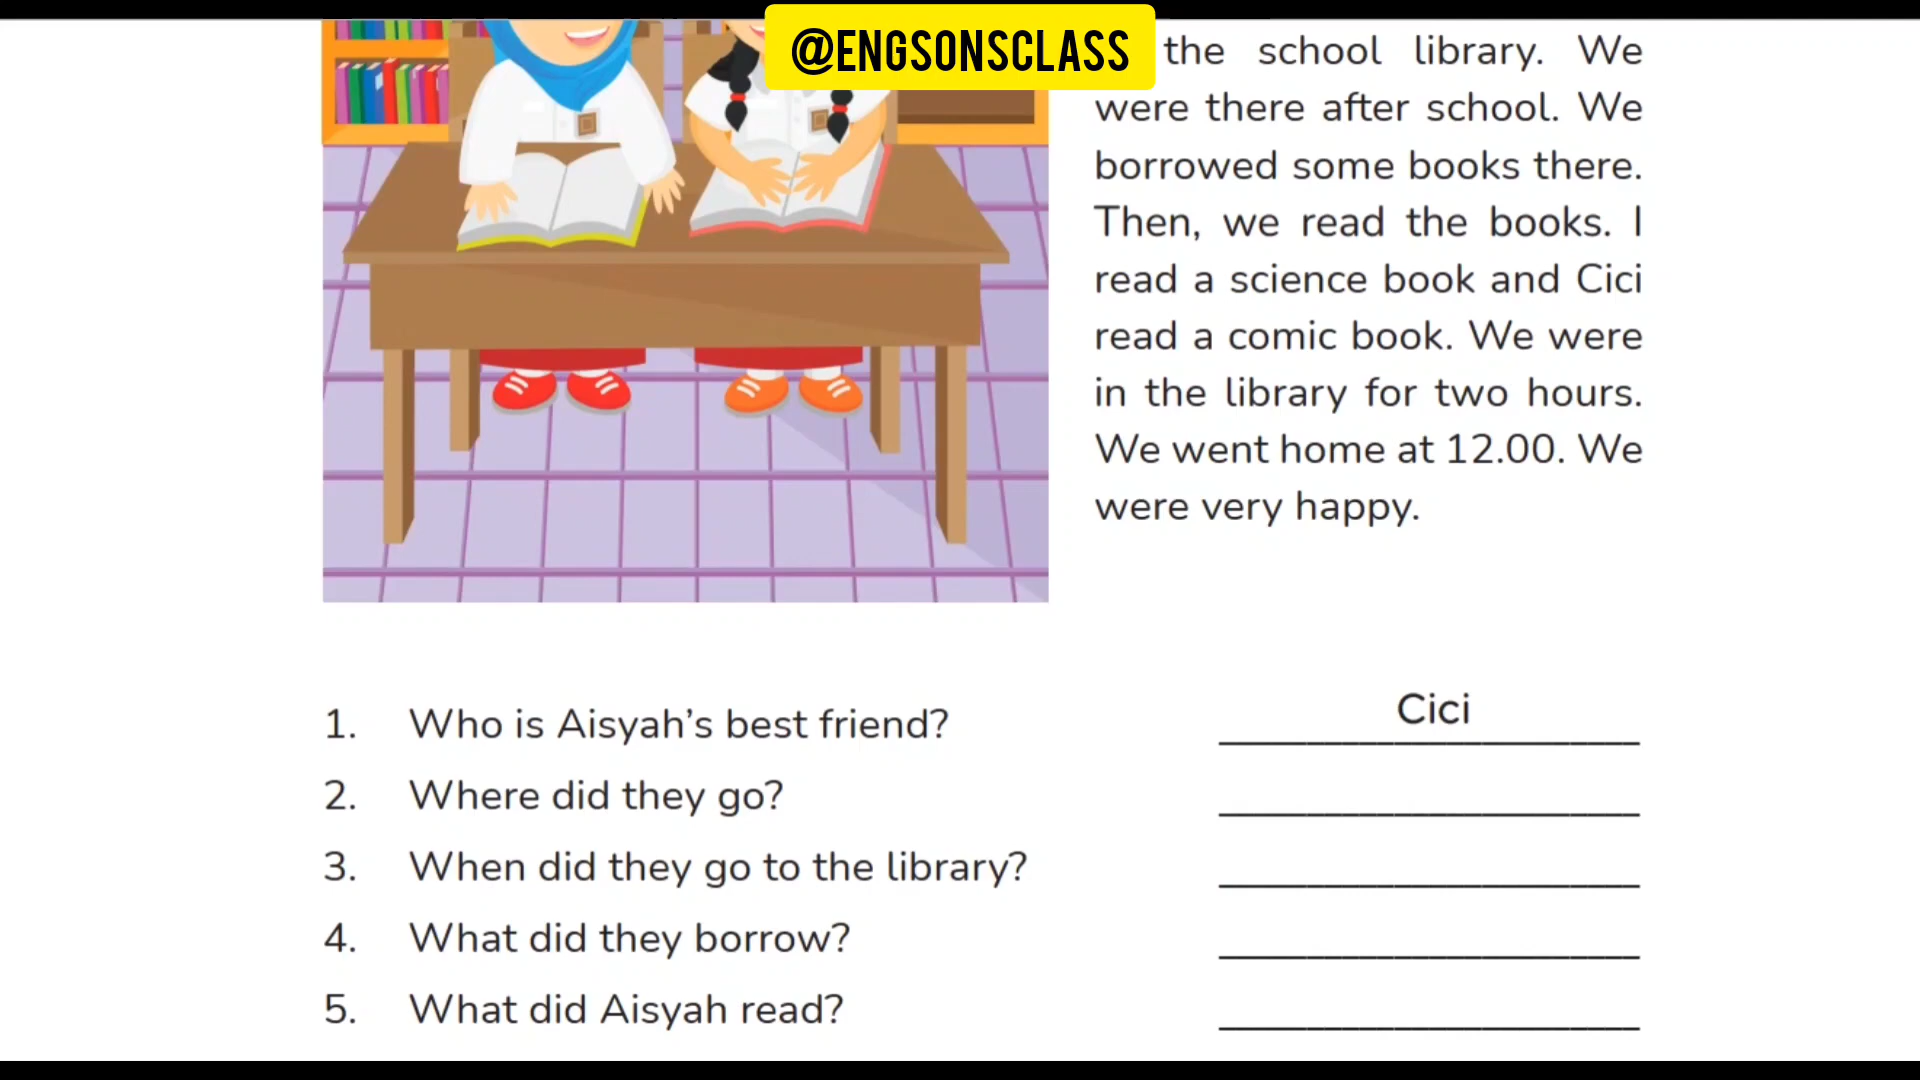 @ENGSONSCLASS
the school library. We
were there after school. We
borrowed some books there.
Then, we read the books. I
read a science book and Cici
read a comic book. We were
in the library for two hours.
We went home at 12.00. We
were very happy.
1. Who is Aisyah’s best friend? Cici
2. Where did they go?
3. When did they go to the library?
4. What did they borrow?
5. What did Aisyah read?